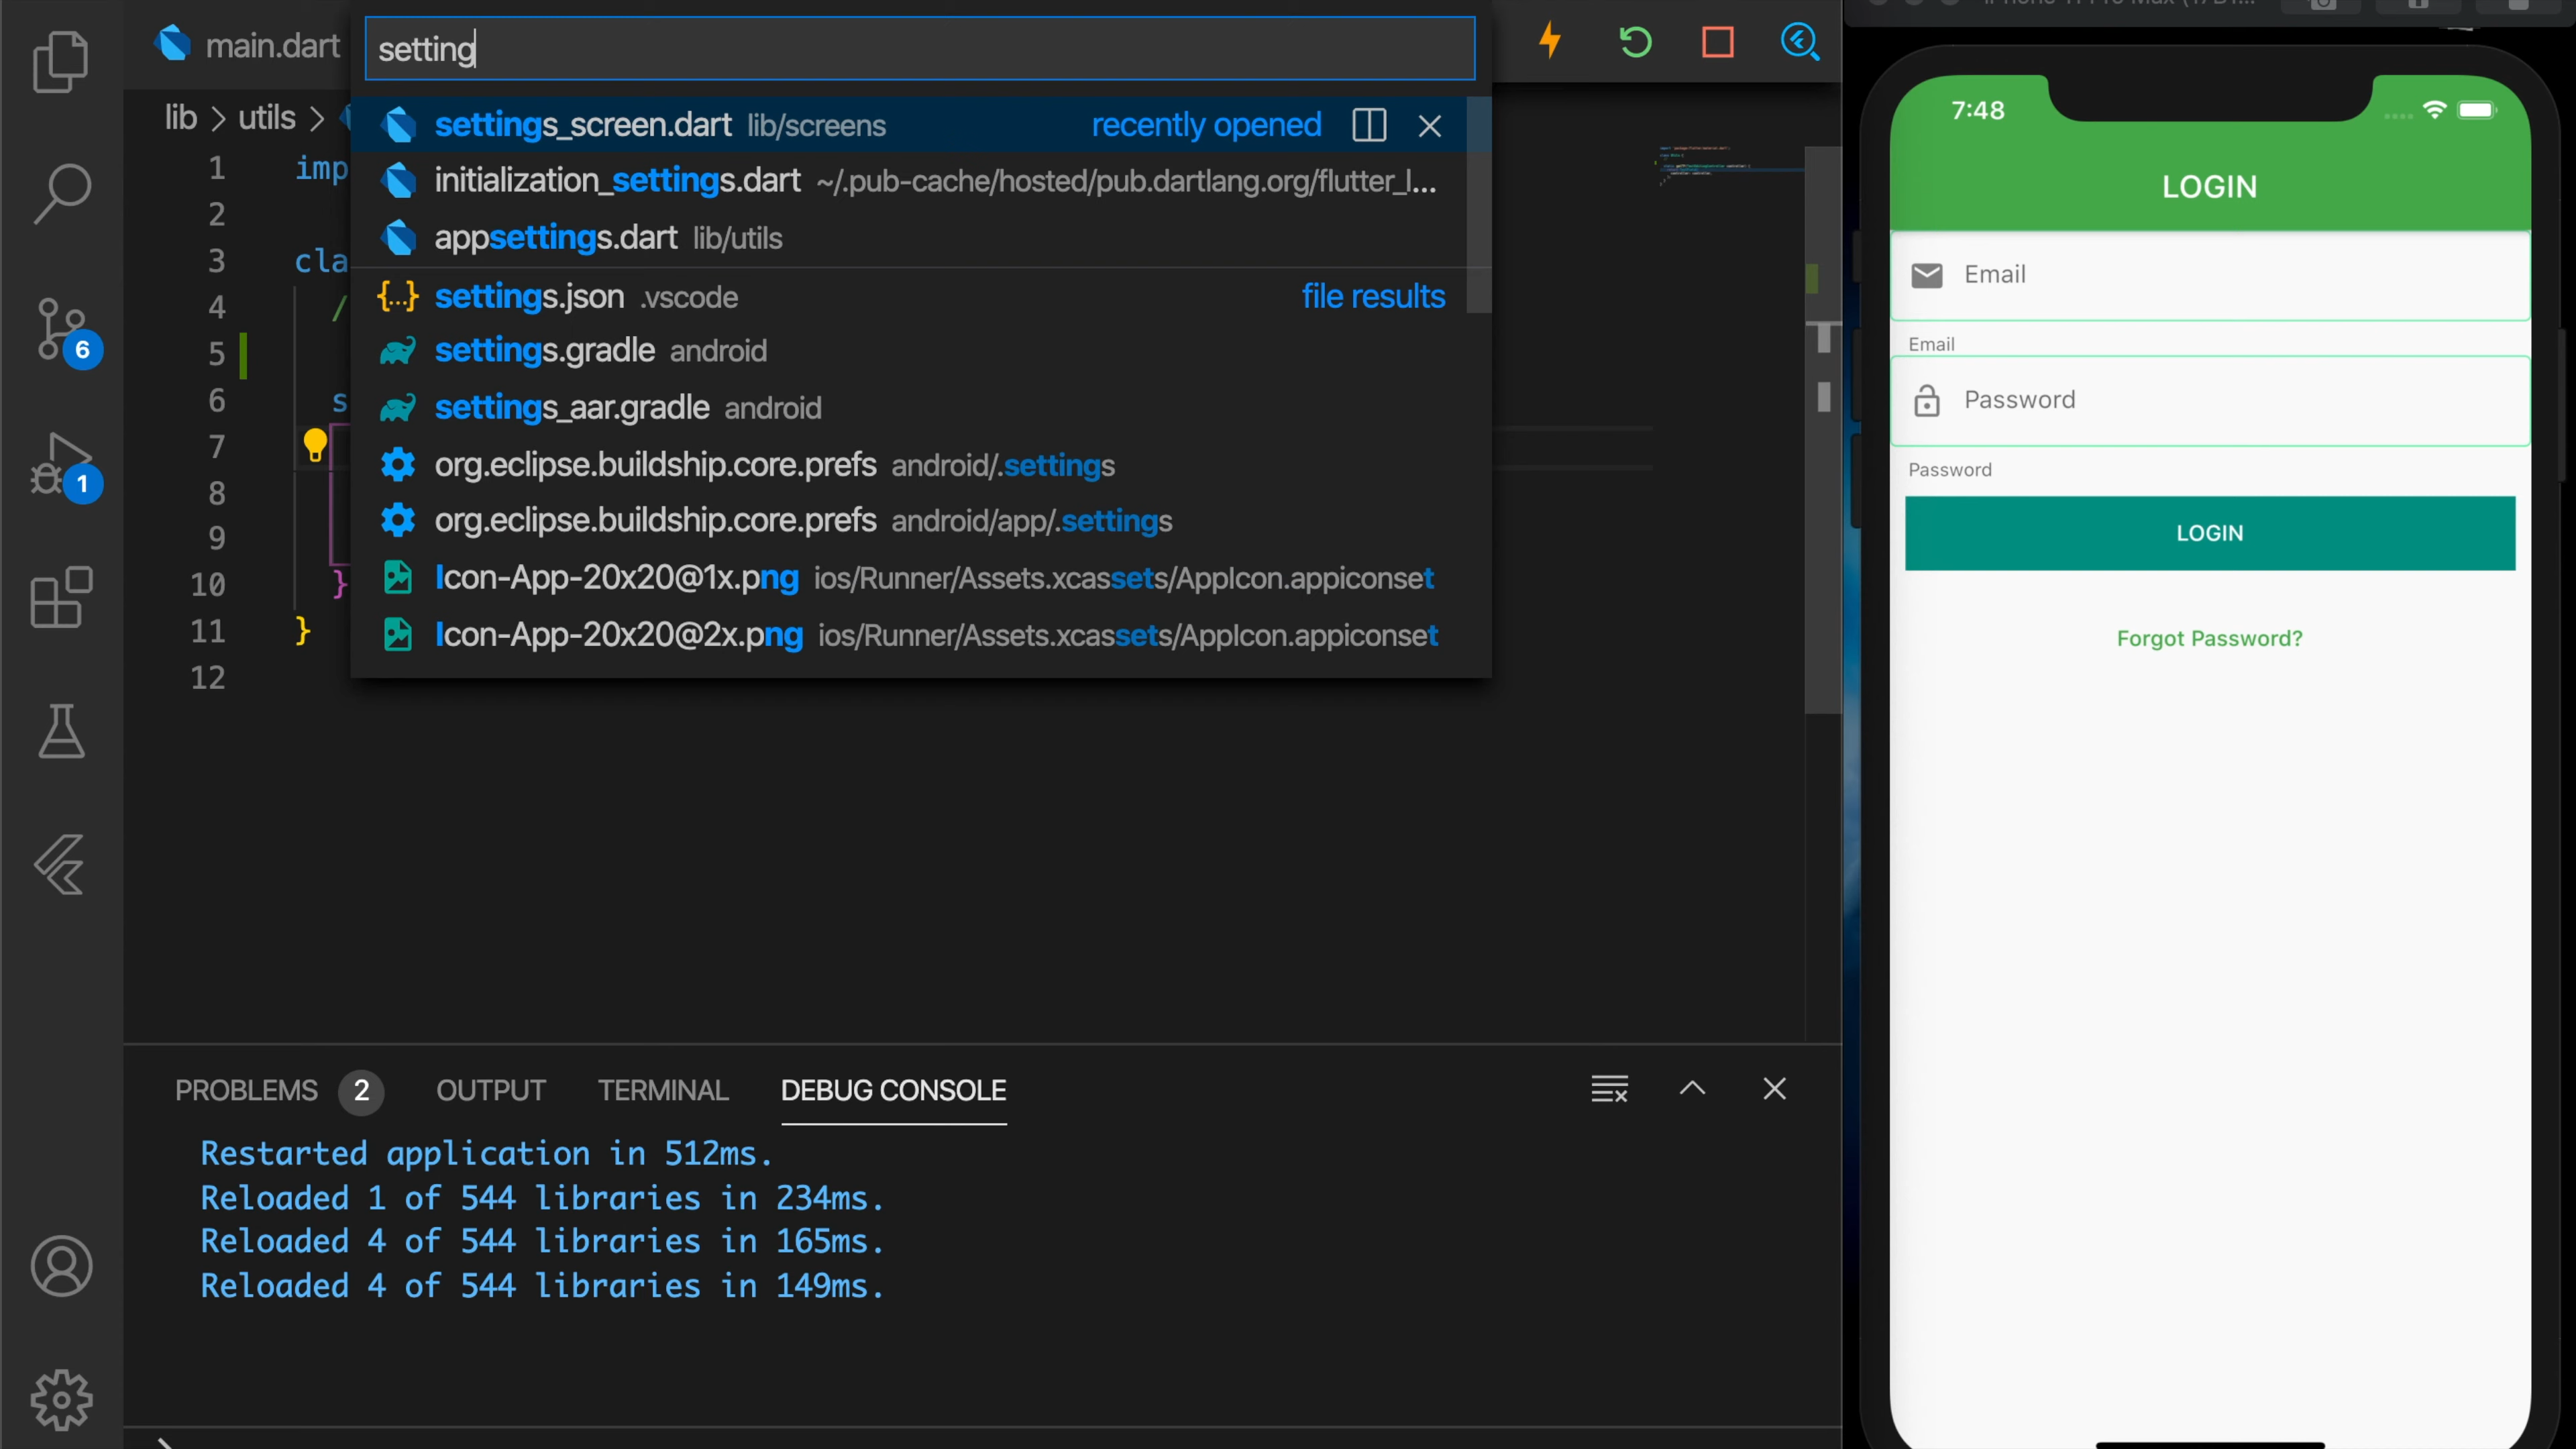 main.dart
setting
lib > utils >
settings_screen.dart lib/screens recently opened
initialization_settings.dart ~/.pub-cache/hosted/pub.dartlang.org/flutter_l...
appsettings.dart lib/utils
settings.json .vscode file results
settings.gradle android
settings_aar.gradle android
org.eclipse.buildship.core.prefs android/.settings
org.eclipse.buildship.core.prefs android/app/.settings
Icon-App-20x20@1x.png ios/Runner/Assets.xcassets/AppIcon.appiconset
Icon-App-20x20@2x.png ios/Runner/Assets.xcassets/AppIcon.appiconset
1 imp
2
3 cla
4 /
5
6 s
7
8
9
10 }
11 }
12
6
1
PROBLEMS 2 OUTPUT TERMINAL DEBUG CONSOLE
Restarted application in 512ms.
Reloaded 1 of 544 libraries in 234ms.
Reloaded 4 of 544 libraries in 165ms.
Reloaded 4 of 544 libraries in 149ms.
7:48
LOGIN
Email
Email
Password
Password
LOGIN
Forgot Password?